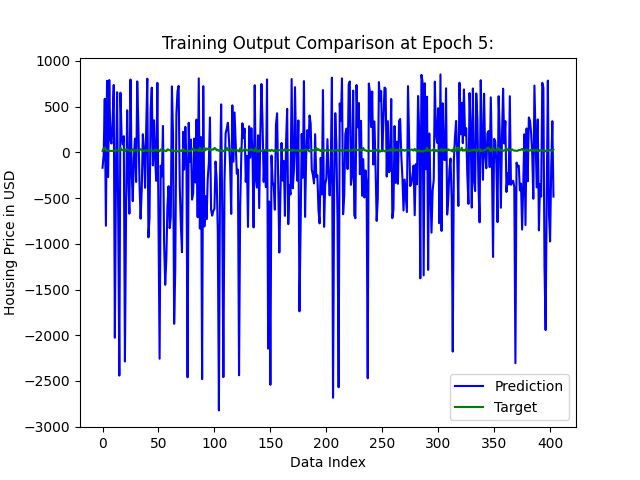 Training Output Comparison at Epoch 5:
Housing Price in USD
1000
500
0
−500
−1000
−1500
−2000
−2500
−3000
0 50 100 150 200 250 300 350 400
Data Index
Prediction
Target